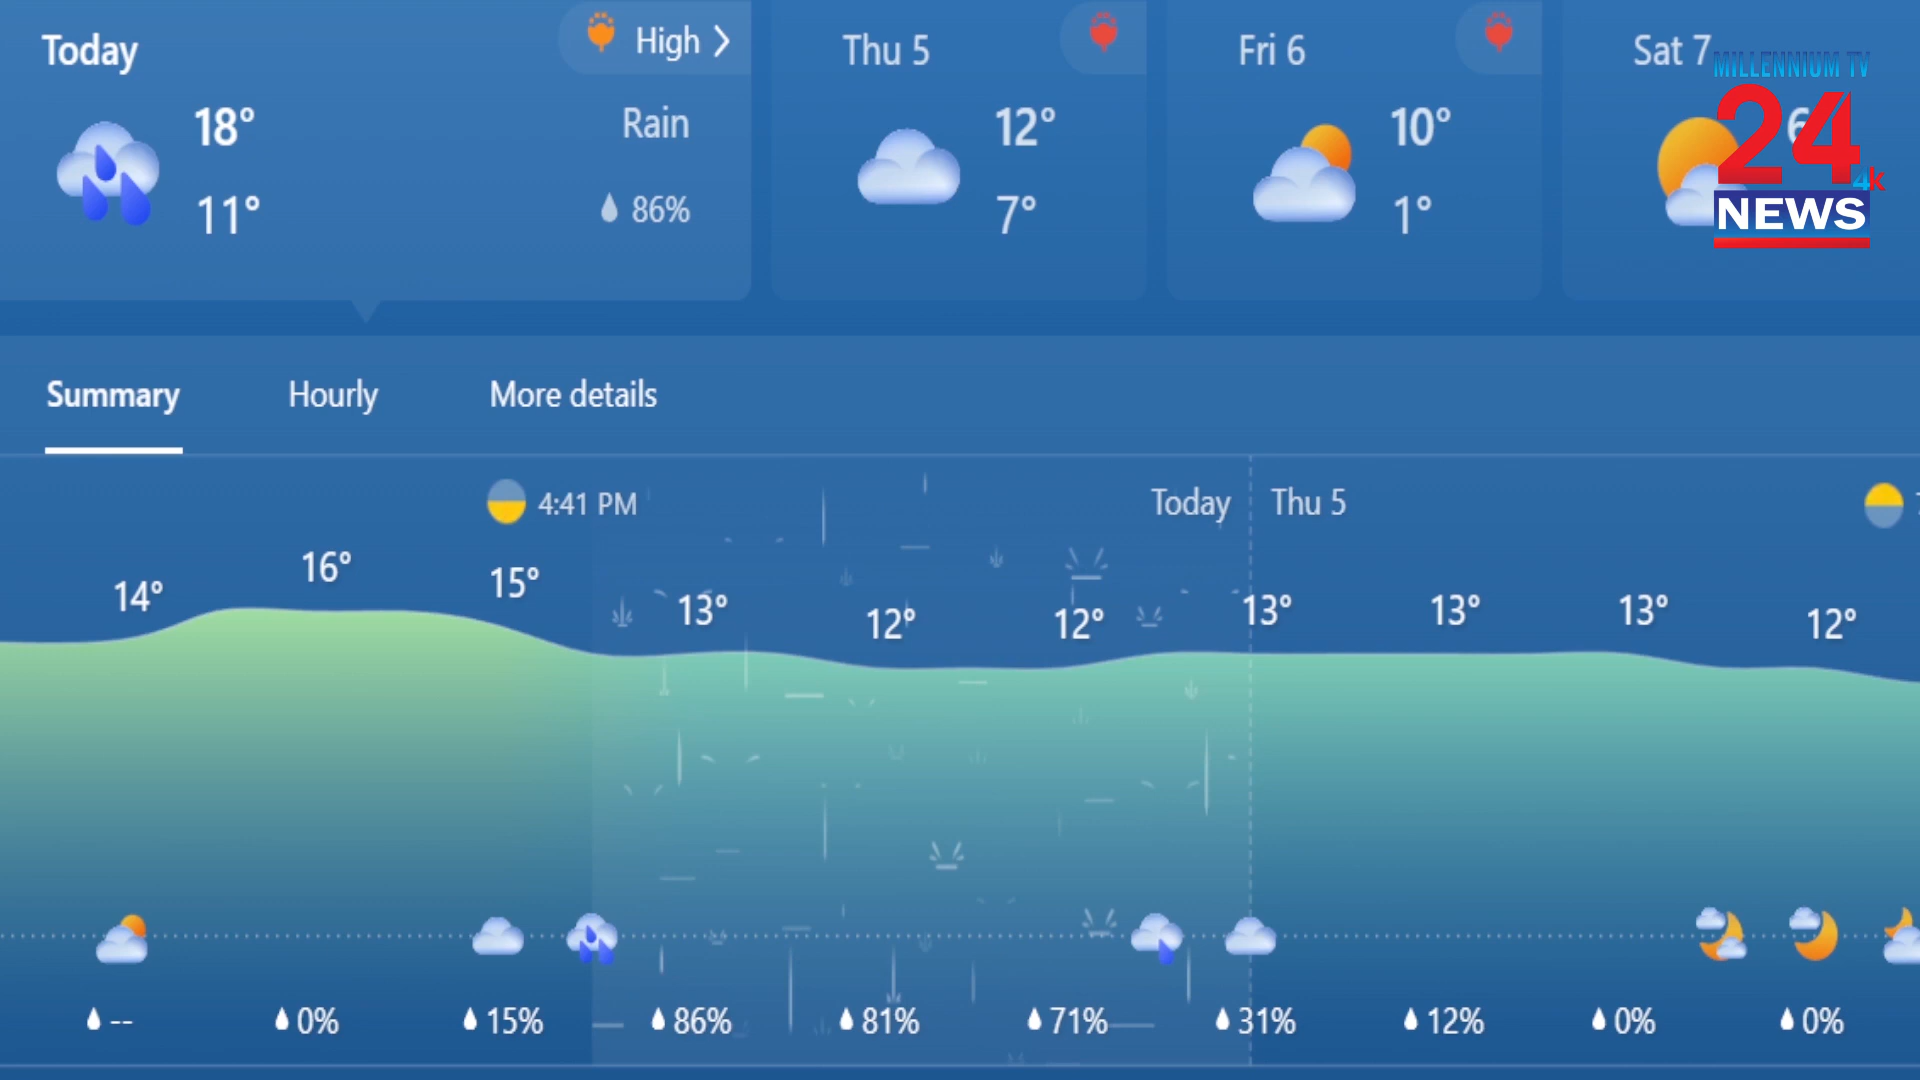 Today
High
18°
11°
Rain
86%
Thu 5
12°
7°
Fri 6
10°
1°
Sat 7
MILLENNIUM TV
24
4k
NEWS
Summary
Hourly
More details
4:41 PM
Today
Thu 5
14°
16°
15°
13°
12°
12°
13°
13°
13°
12°
--
0%
15%
86%
81%
71%
31%
12%
0%
0%